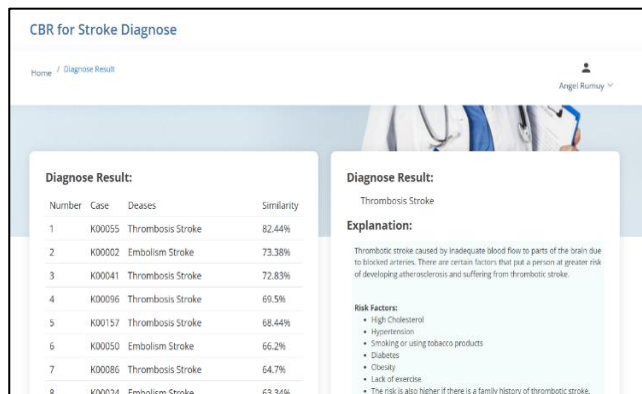 CBR for Stroke Diagnose
Home / Diagnose Result
Angel Rumuy
Diagnose Result:
Number Case Deases Similarity
1 K00055 Thrombosis Stroke 82.44%
2 K00002 Embolism Stroke 73.38%
3 K00041 Thrombosis Stroke 72.83%
4 K00096 Thrombosis Stroke 69.5%
5 K00157 Thrombosis Stroke 68.44%
6 K00050 Embolism Stroke 66.2%
7 K00086 Thrombosis Stroke 64.7%
8 K00024 Embolism Stroke 63.34%
Diagnose Result:
Thrombosis Stroke
Explanation:
Thrombotic stroke caused by inadequate blood flow to parts of the brain due
to blocked arteries. There are certain factors that put a person at greater risk
of developing atherosclerosis and suffering from thrombotic stroke.
Risk Factors:
• High Cholesterol
• Hypertension
• Smoking or using tobacco products
• Diabetes
• Obesity
• Lack of exercise
• The risk is also higher if there is a family history of thrombotic stroke.